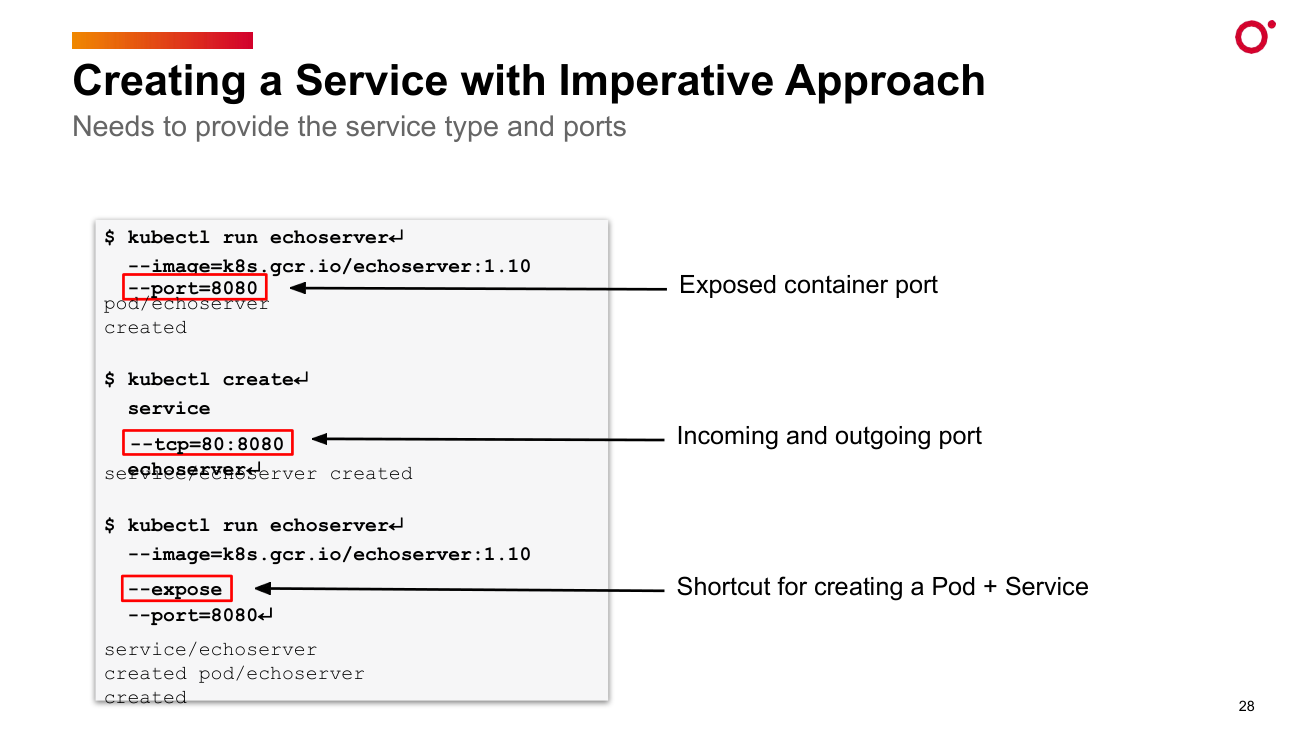 Creating a Service with Imperative Approach
Needs to provide the service type and ports
$ kubectl run echoserver↵
--image=k8s.gcr.io/echoserver:1.10
--port=8080
pod/echoserver
created
Exposed container port
$ kubectl create↵
service
--tcp=80:8080
echoserver↵
service/echoserver created
Incoming and outgoing port
$ kubectl run echoserver↵
--image=k8s.gcr.io/echoserver:1.10
--expose
--port=8080↵
service/echoserver
created pod/echoserver
created
Shortcut for creating a Pod + Service
28